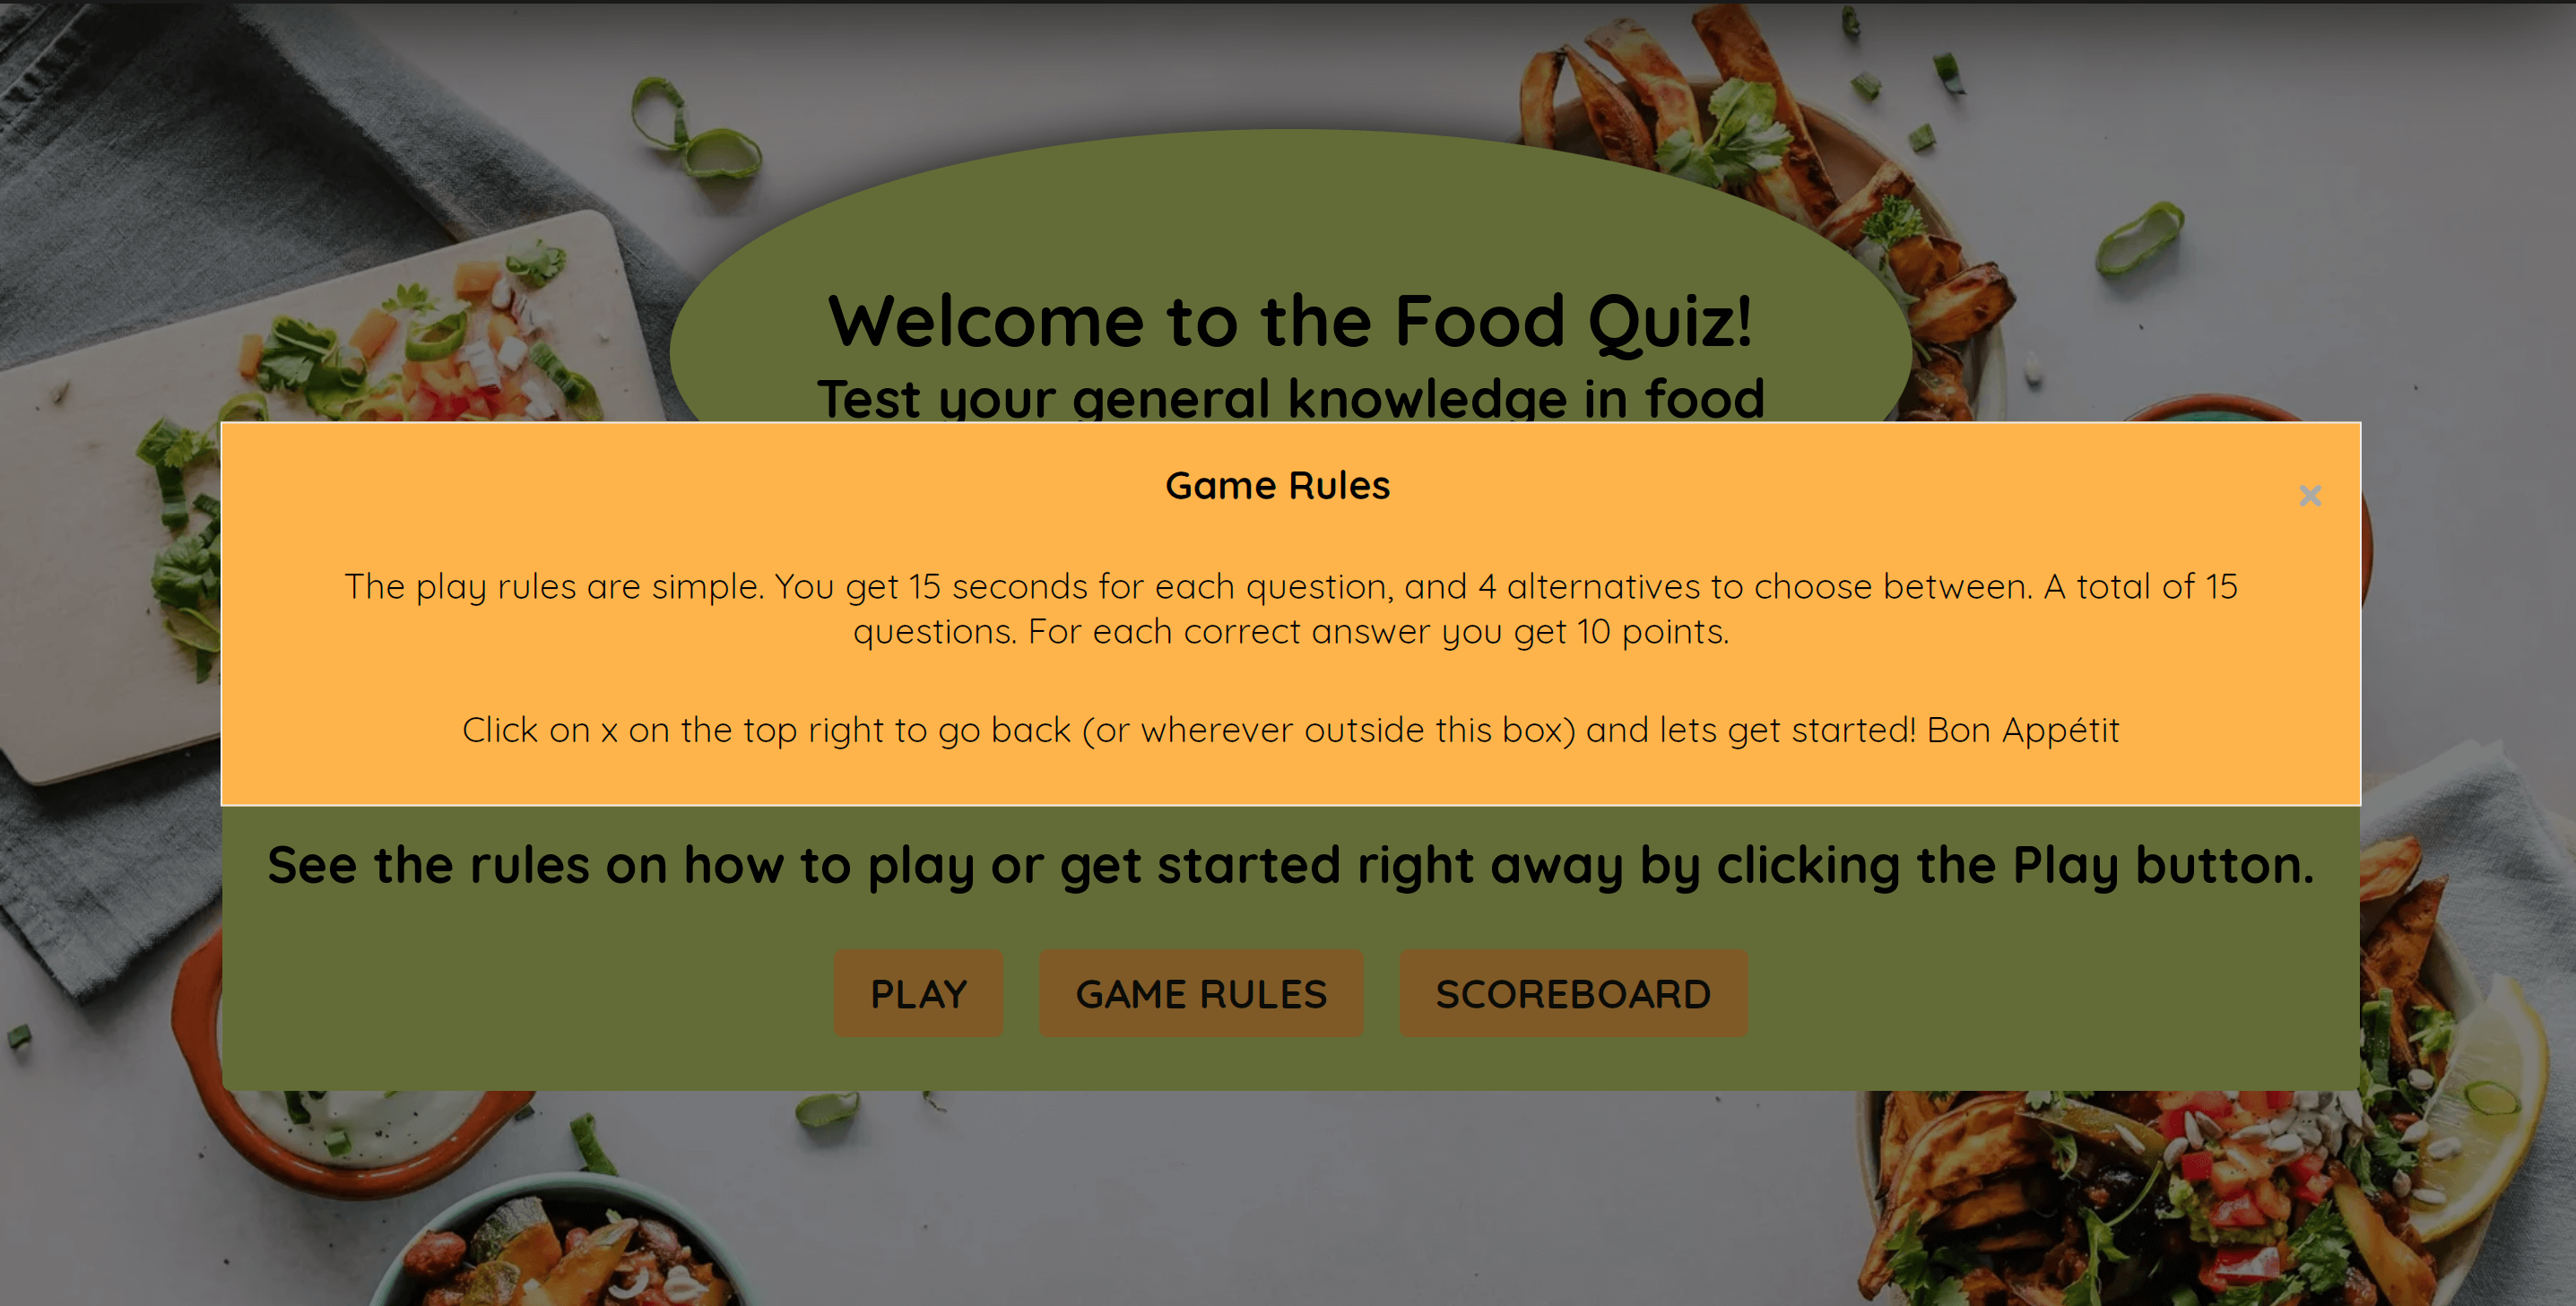 Welcome to the Food Quiz!
Test your general knowledge in food
Game Rules
×
The play rules are simple. You get 15 seconds for each question, and 4 alternatives to choose between. A total of 15
questions. For each correct answer you get 10 points.
Click on x on the top right to go back (or wherever outside this box) and lets get started! Bon Appétit
See the rules on how to play or get started right away by clicking the Play button.
PLAY GAME RULES SCOREBOARD